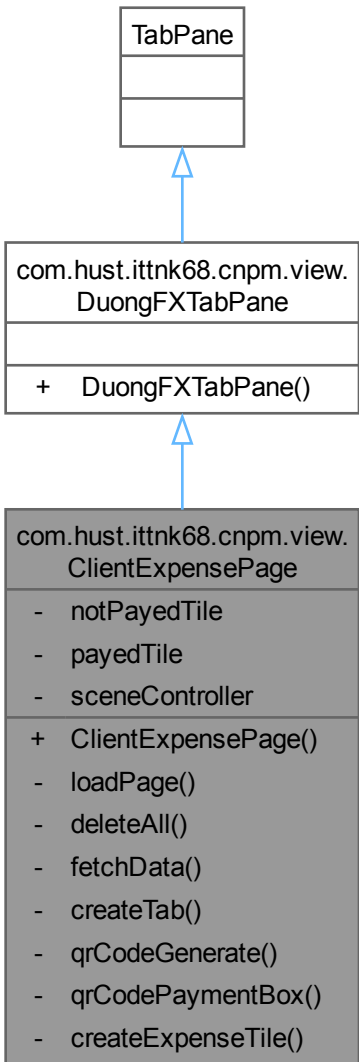 TabPane
com.hust.ittnk68.cnpm.view.
DuongFXTabPane
+ DuongFXTabPane()
com.hust.ittnk68.cnpm.view.
ClientExpensePage
- notPayedTile
- payedTile
- sceneController
+ ClientExpensePage()
- loadPage()
- deleteAll()
- fetchData()
- createTab()
- qrCodeGenerate()
- qrCodePaymentBox()
- createExpenseTile()